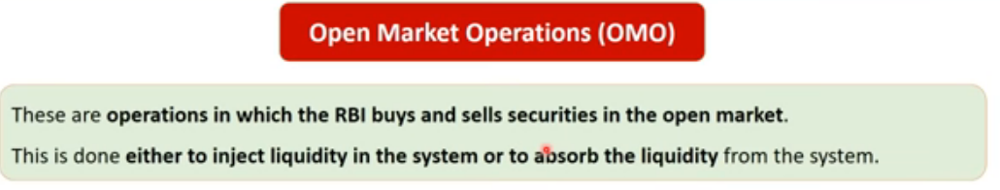 Open Market Operations (OMO)
These are operations in which the RBI buys and sells securities in the open market.
This is done either to inject liquidity in the system or to absorb the liquidity from the system.